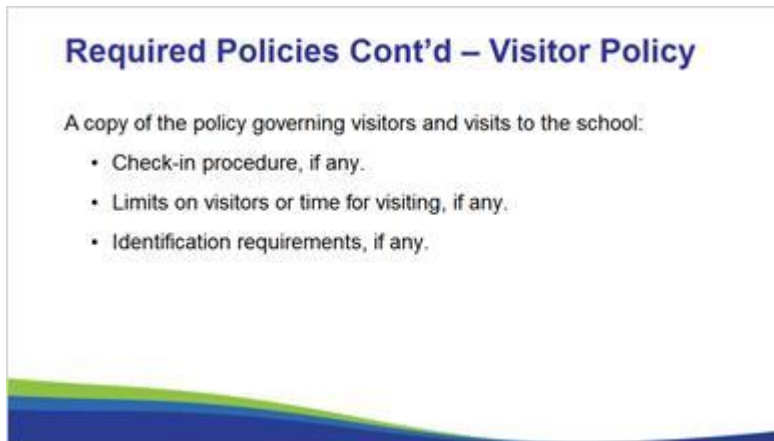 Required Policies Cont’d – Visitor Policy
A copy of the policy governing visitors and visits to the school:
• Check-in procedure, if any.
• Limits on visitors or time for visiting, if any.
• Identification requirements, if any.